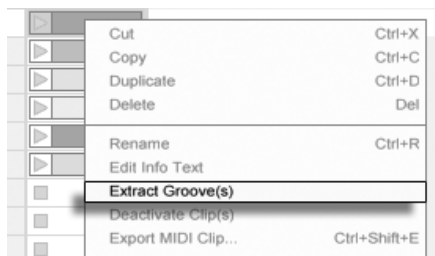 Cut Ctrl+X
Copy Ctrl+C
Duplicate Ctrl+D
Delete Del
Rename Ctrl+R
Edit Info Text
Extract Groove(s)
Deactivate Clip(s)
Export MIDI Clip... Ctrl+Shift+E